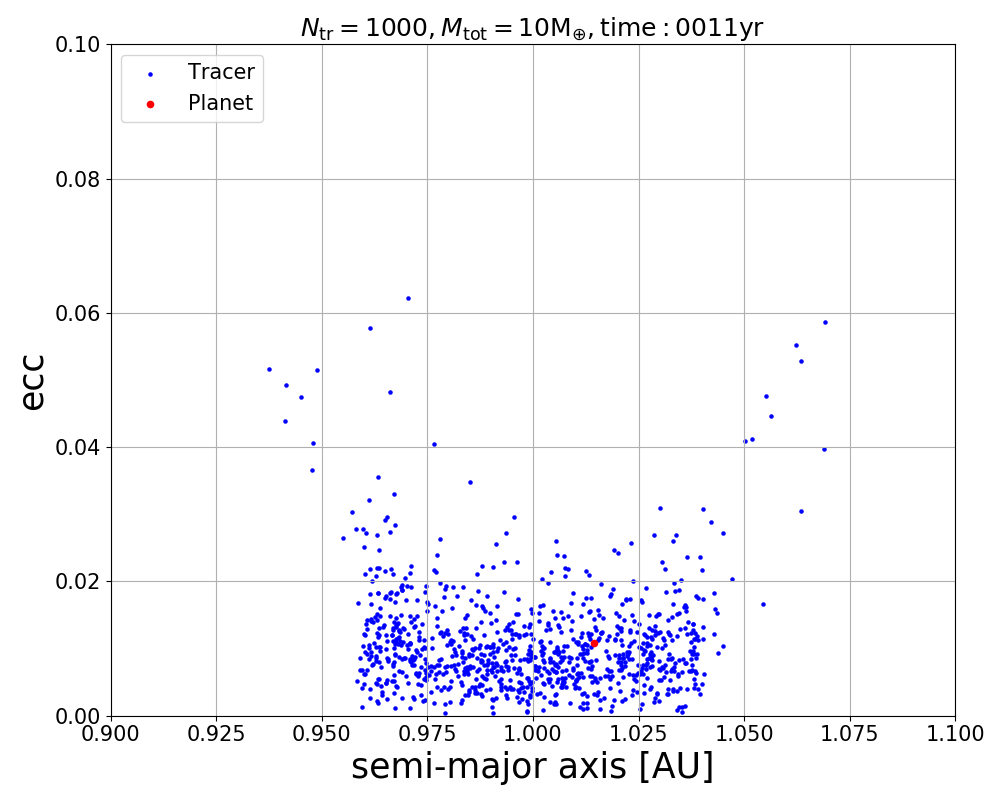 N_tr = 1000, M_tot = 10M_⊕, time : 0011yr
Tracer
Planet
0.10
0.08
0.06
0.04
0.02
0.00
ecc
0.900 0.925 0.950 0.975 1.000 1.025 1.050 1.075 1.100
semi-major axis [AU]